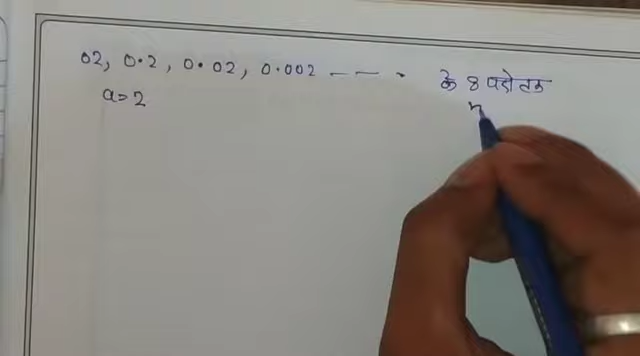 02, 0.2, 0.02, 0.002 - - - . के 8 पदो तक
a = 2 n